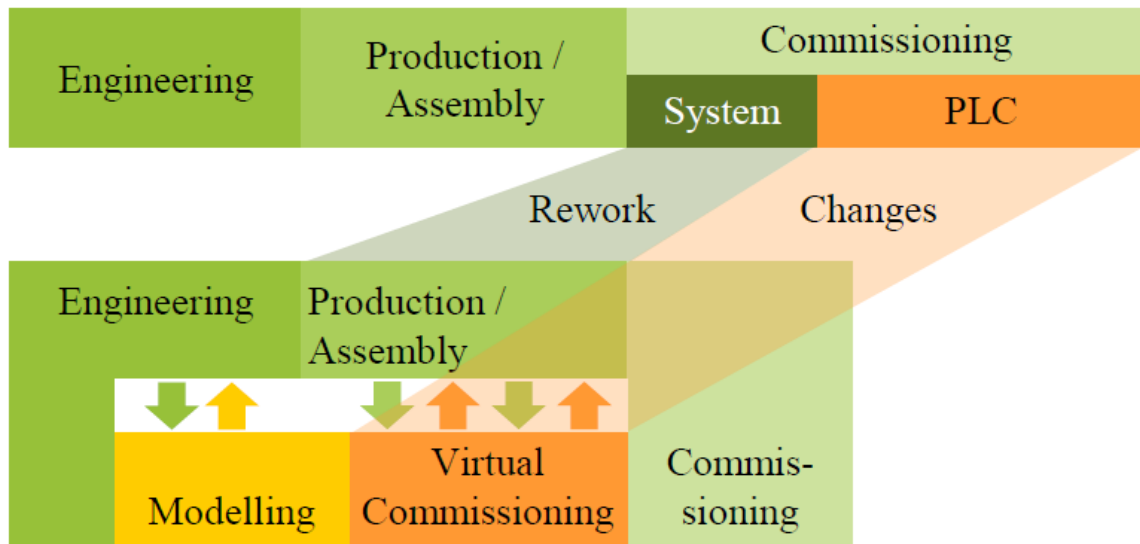 Engineering
Production /
Assembly
Commissioning
System
PLC
Rework
Changes
Engineering
Production /
Assembly
Modelling
Virtual
Commissioning
Commis-
sioning